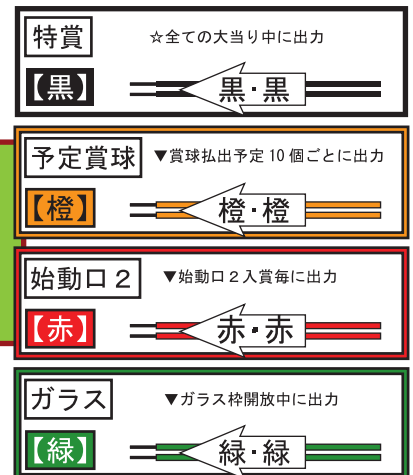 特賞 ☆全ての大当り中に出力
【黒】 黒・黒
予定賞球 ▼賞球払出予定10個ごとに出力
【橙】 橙・橙
始動口2 ▼始動口2入賞毎に出力
【赤】 赤・赤
ガラス ▼ガラス枠開放中に出力
【緑】 緑・緑